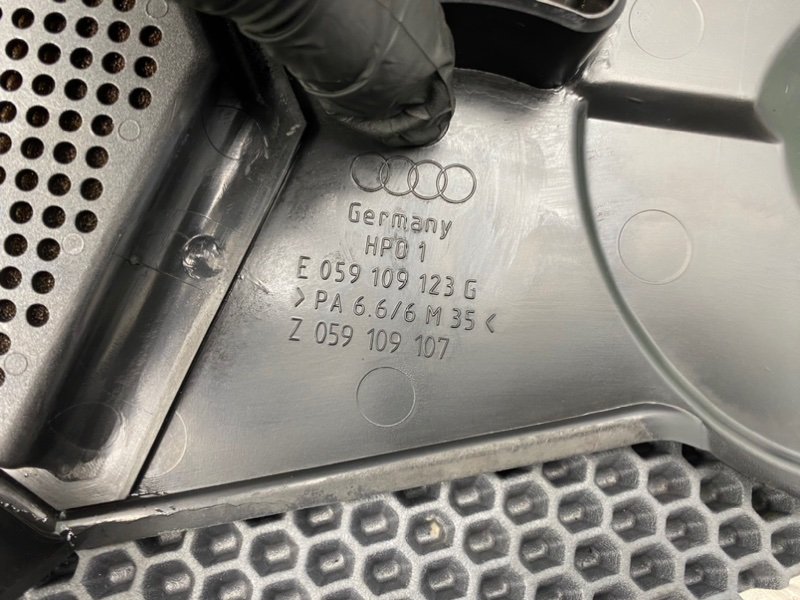 Germany
HPO 1
E 059 109 123 G
> PA 6.6/6 M 35 <
Z 059 109 107